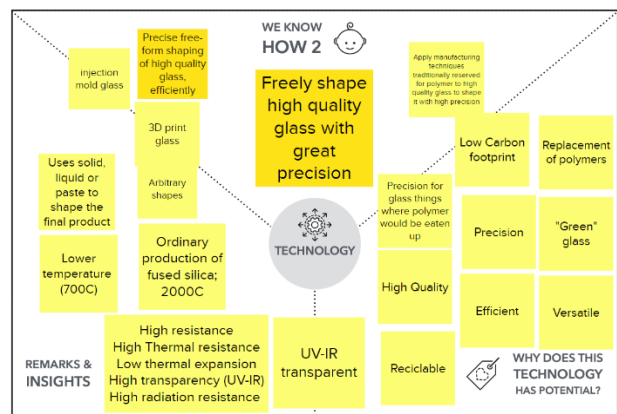 WE KNOW
HOW 2
injection
mold glass
Precise free-
form shaping
of high quality
glass,
efficiently
Freely shape
high quality
glass with
great
precision
Apply manufacturing
techniques
traditionally reserved
for polymer to high
quality glass to shape
it with high precision
3D print
glass
Low Carbon
footprint
Replacement
of polymers
Uses solid,
liquid or
paste to
shape the
final product
Arbitrary
shapes
Precision for
glass things
where polymer
would be eaten
up
Precision
"Green"
glass
TECHNOLOGY
Lower
temperature
(700C)
Ordinary
production of
fused silica;
2000C
High Quality
Efficient
Versatile
High resistance
High Thermal resistance
Low thermal expansion
High transparency (UV-IR)
High radiation resistance
UV-IR
transparent
Reciclable
REMARKS &
INSIGHTS
WHY DOES THIS
TECHNOLOGY
HAS POTENTIAL?